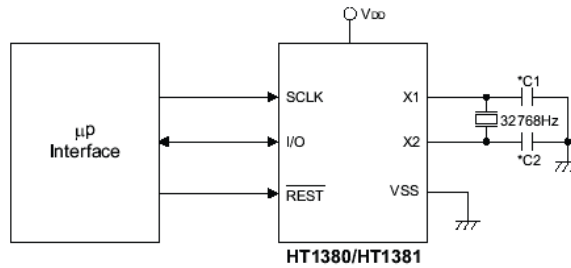 VDD
*C1
SCLK X1
32768Hz
μp
Interface
I/O X2
*C2
REST VSS
HT1380/HT1381